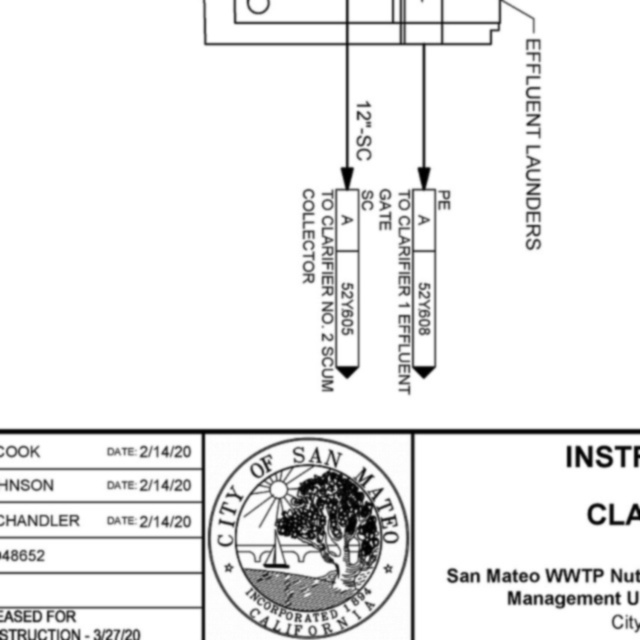 EFFLUENT LAUNDERS
12"-SC
PE
A
52Y608
TO CLARIFIER 1 EFFLUENT
GATE
SC
A
52Y605
TO CLARIFIER NO. 2 SCUM
COLLECTOR
COOK DATE: 2/14/20
HNSON DATE: 2/14/20
CHANDLER DATE: 2/14/20
048652
EASED FOR
STRUCTION - 3/27/20
CITY OF SAN MATEO
INCORPORATED 1894
CALIFORNIA
INSTR
CLA
San Mateo WWTP Nut
Management U
City